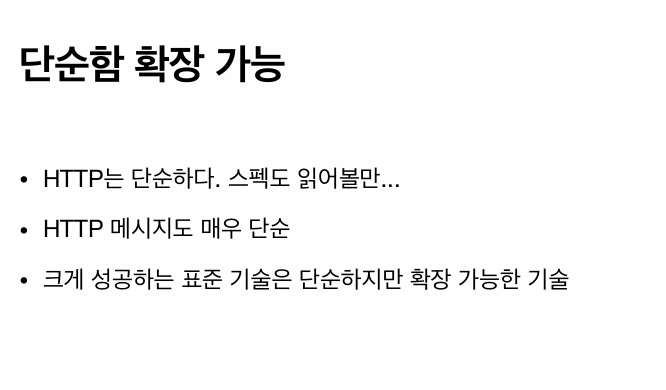 단순함 확장 가능
• HTTP는 단순하다. 스펙도 읽어볼만...
• HTTP 메시지도 매우 단순
• 크게 성공하는 표준 기술은 단순하지만 확장 가능한 기술